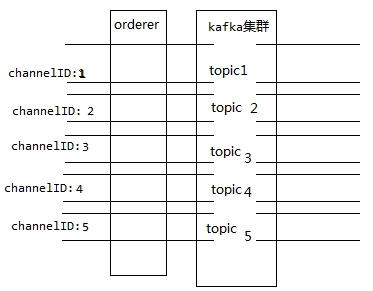 orderer
kafka集群
channelID:1
topic1
channelID: 2
topic 2
channelID:3
topic 3
channelID:4
topic 4
channelID:5
topic 5